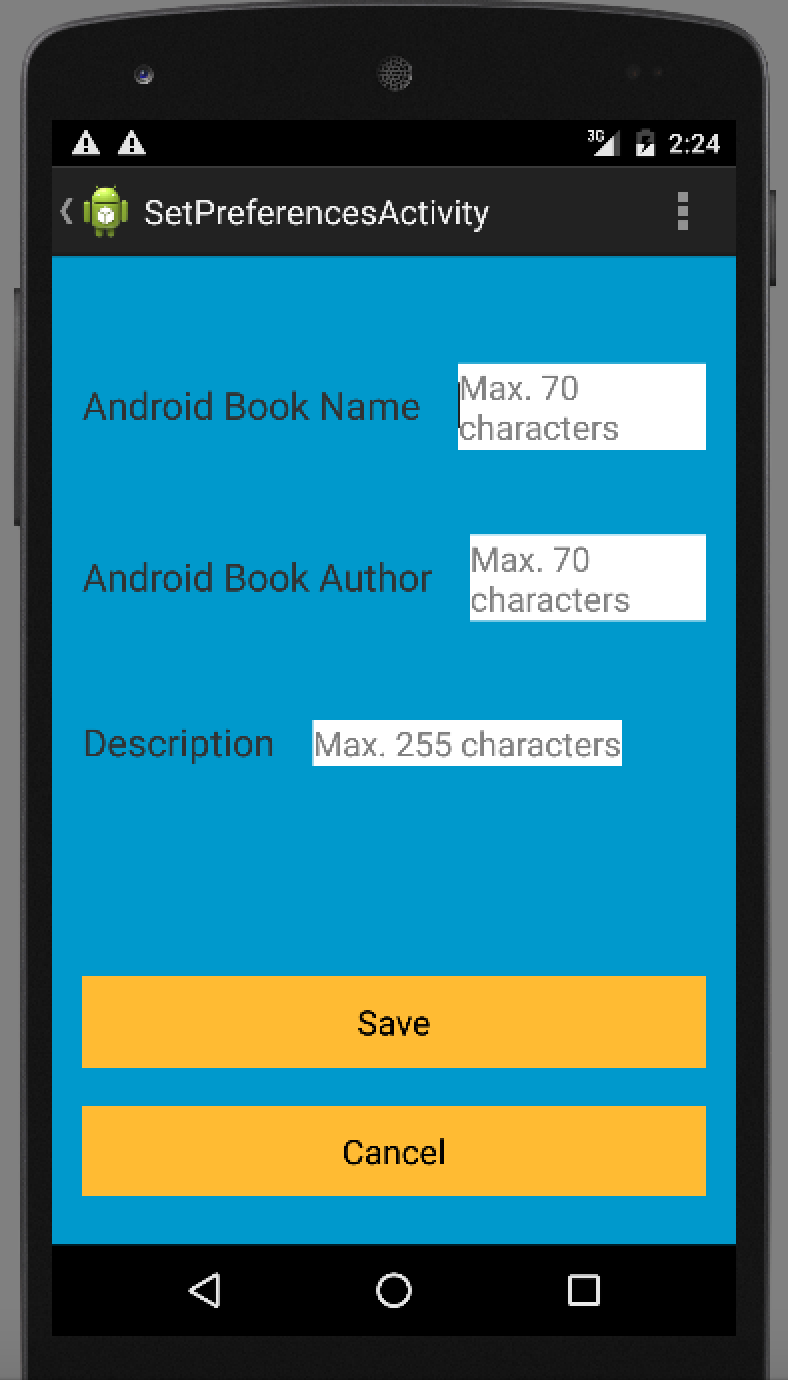 3G 2:24
SetPreferencesActivity
Android Book Name
Max. 70
characters
Android Book Author
Max. 70
characters
Description
Max. 255 characters
Save
Cancel